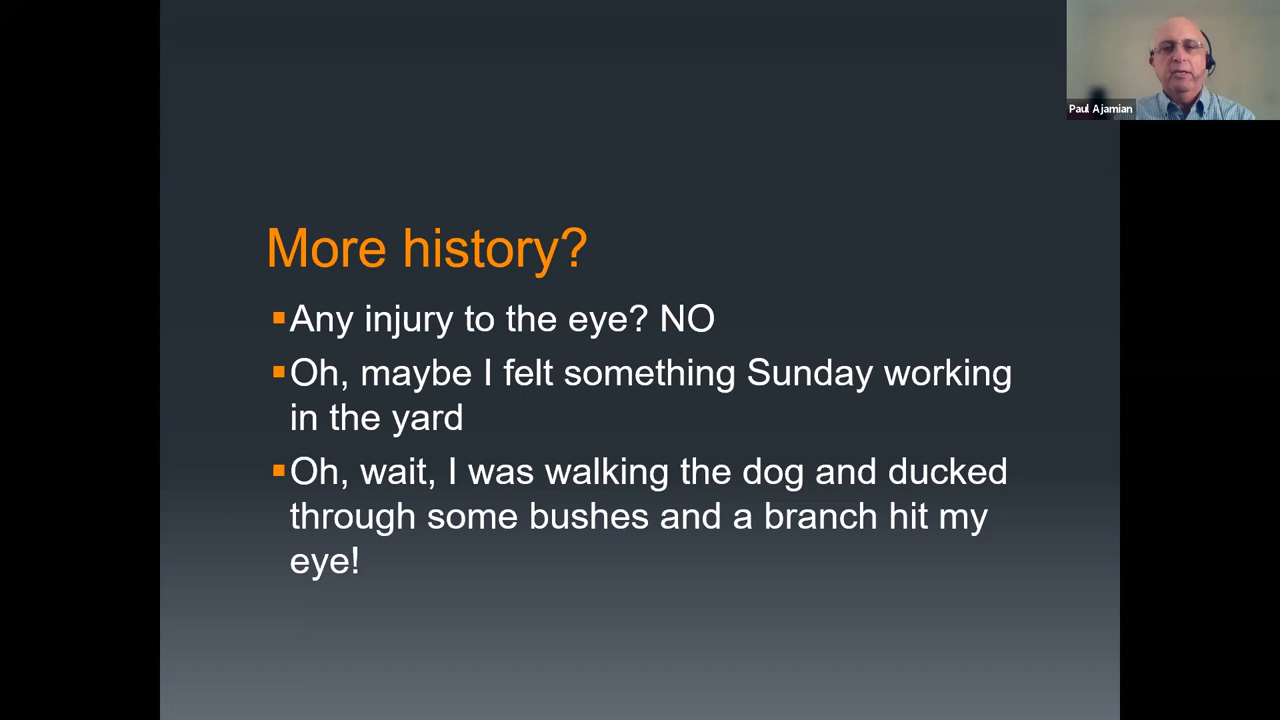 Paul Ajamian
More history?
Any injury to the eye? NO
Oh, maybe I felt something Sunday working
in the yard
Oh, wait, I was walking the dog and ducked
through some bushes and a branch hit my
eye!